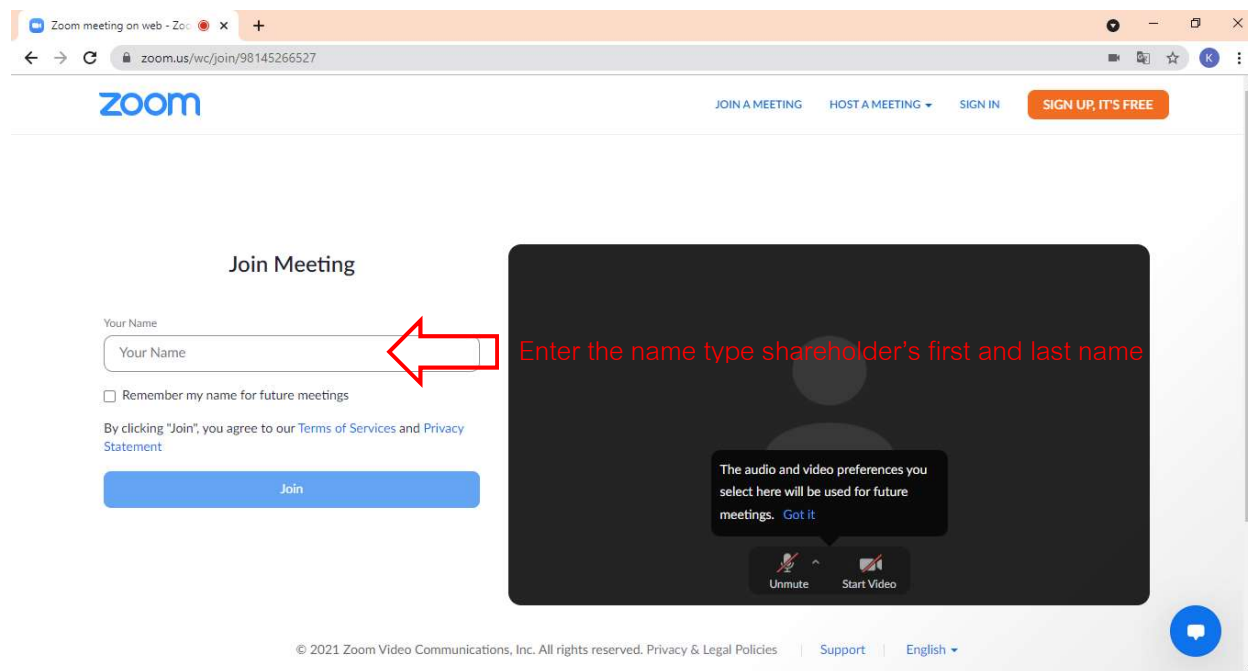 Zoom meeting on web - Zoo
zoom.us/wc/join/98145266527
K
zoom
JOIN A MEETING HOST A MEETING SIGN IN SIGN UP, IT'S FREE
Join Meeting
Your Name
Your Name
Enter the name type shareholder's first and last name
Remember my name for future meetings
By clicking "Join", you agree to our Terms of Services and Privacy
Statement
Join
The audio and video preferences you
select here will be used for future
meetings. Got it
Unmute Start Video
© 2021 Zoom Video Communications, Inc. All rights reserved. Privacy & Legal Policies Support English